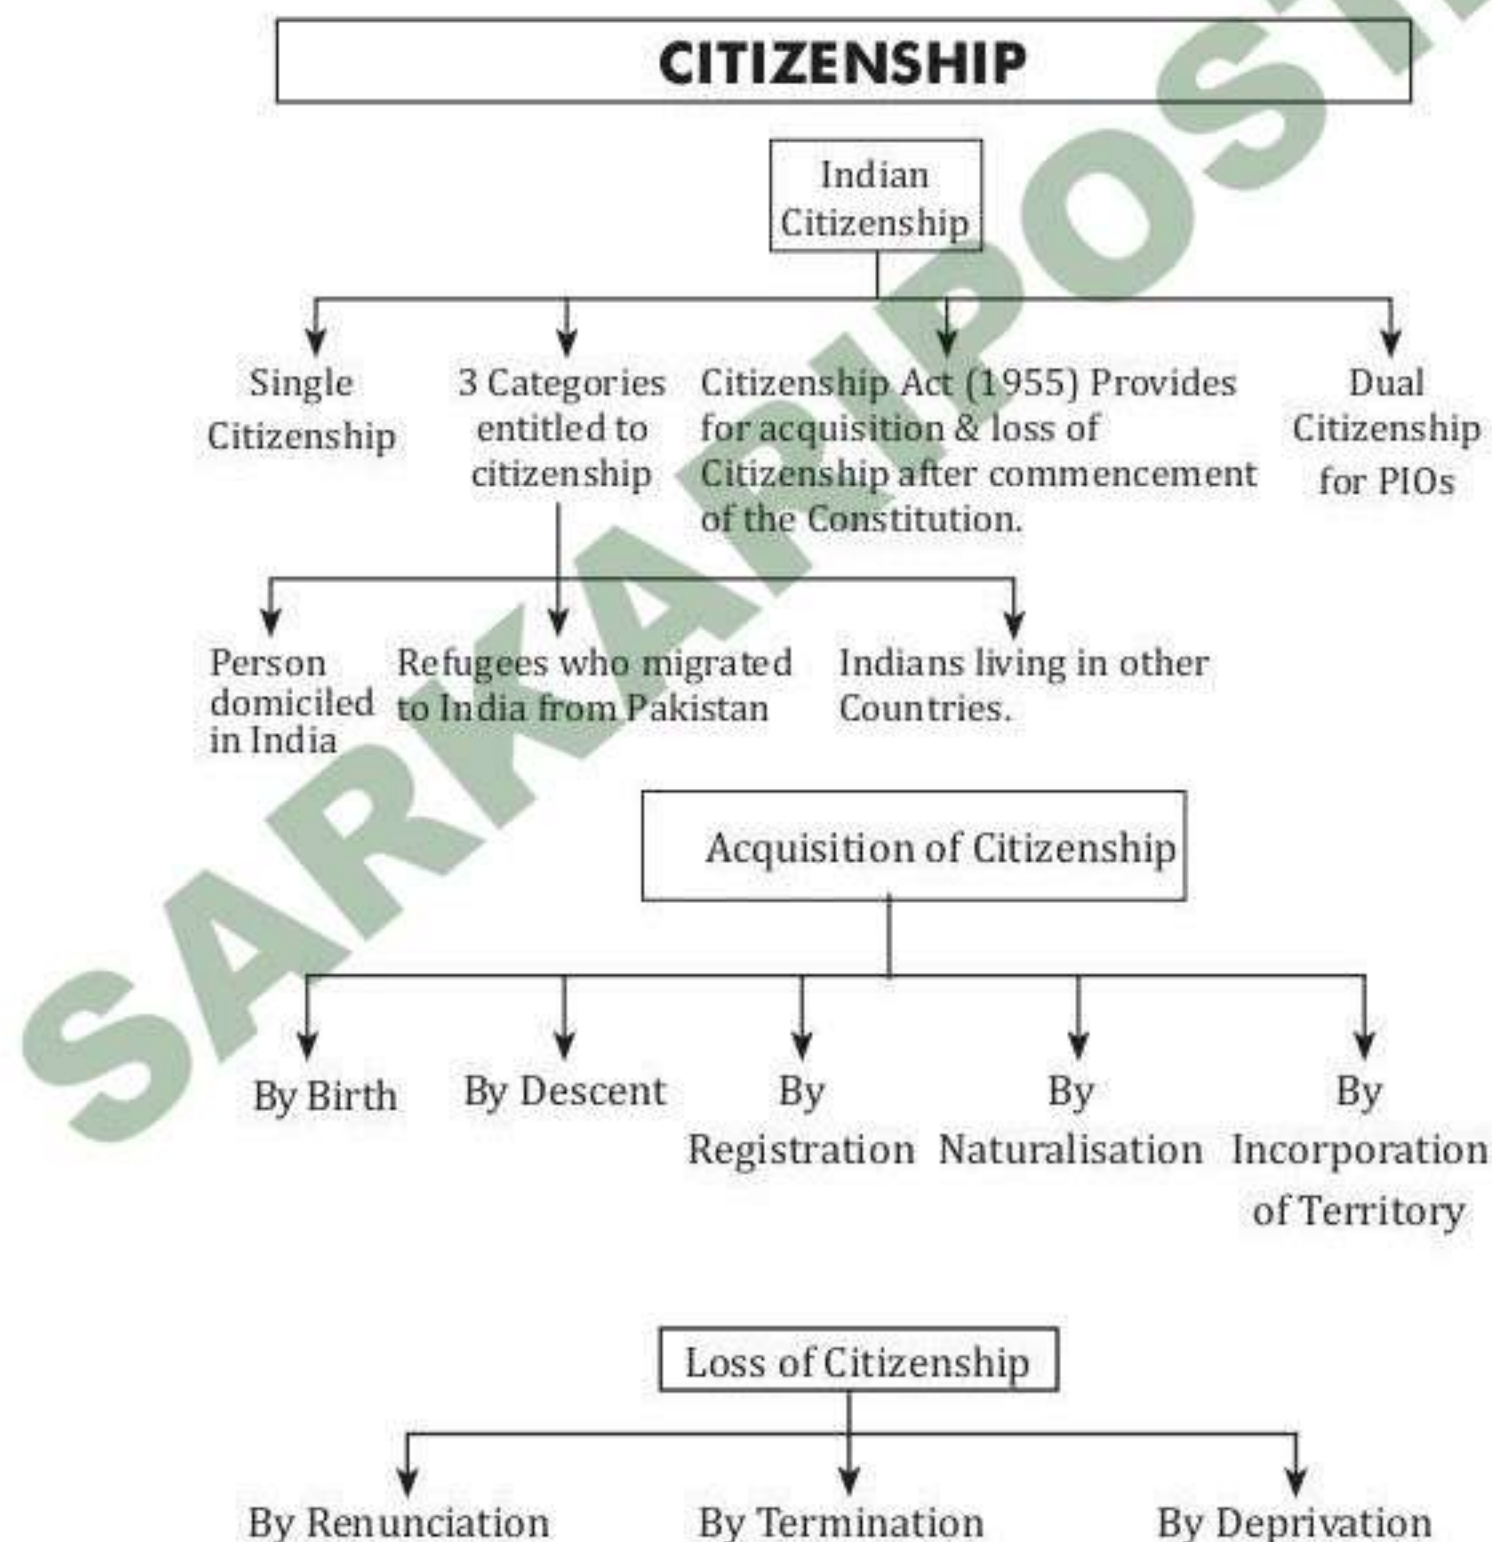 CITIZENSHIP
Indian
Citizenship
Single
Citizenship
3 Categories
entitled to
citizenship
Citizenship Act (1955) Provides
for acquisition & loss of
Citizenship after commencement
of the Constitution.
Dual
Citizenship
for PIOs
Person
domiciled
in India
Refugees who migrated
to India from Pakistan
Indians living in other
Countries.
Acquisition of Citizenship
By Birth
By Descent
By
Registration
By
Naturalisation
By
Incorporation
of Territory
Loss of Citizenship
By Renunciation
By Termination
By Deprivation
SARKARIPOST